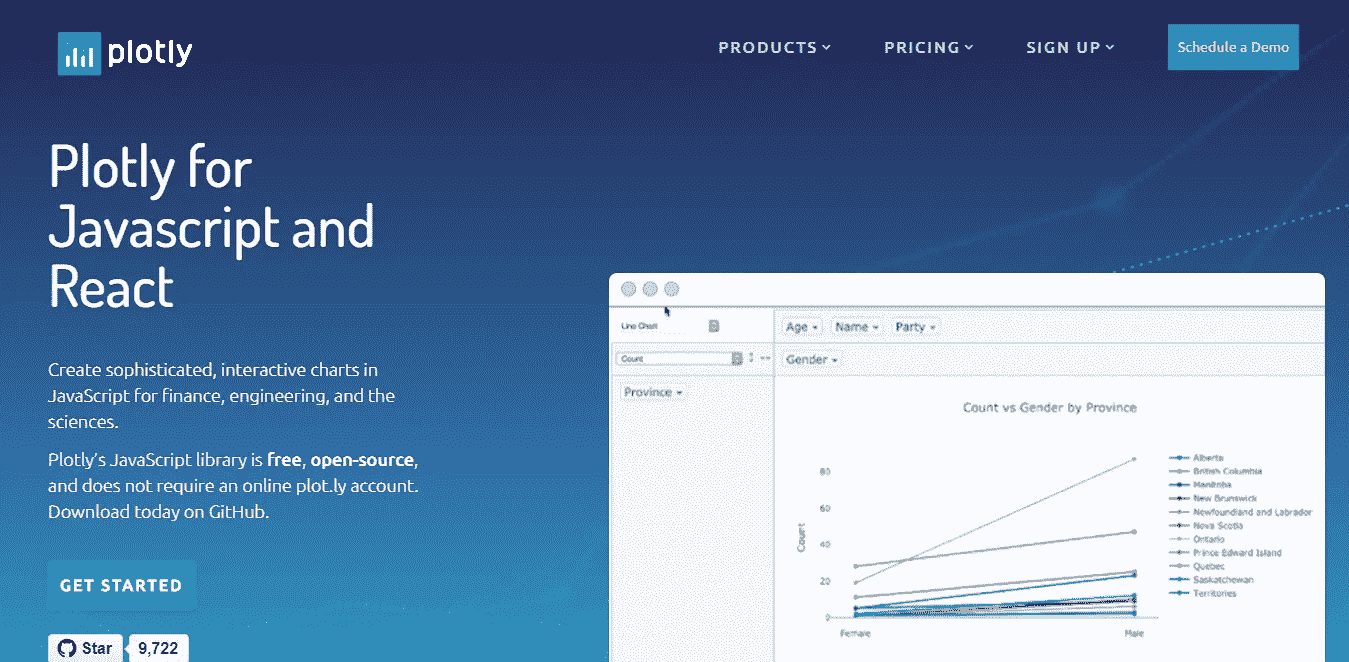 plotly
PRODUCTS
PRICING
SIGN UP
Schedule a Demo
Plotly for
Javascript and
React
Create sophisticated, interactive charts in
JavaScript for finance, engineering, and the
sciences.
Plotly's JavaScript library is free, open-source,
and does not require an online plot.ly account.
Download today on GitHub.
GET STARTED
Star 9,722
Line Chart
Age Name Party
Count
Gender
Province
Count vs Gender by Province
80
60
40
20
0
Count
Female Male
Alberta
British Columbia
Manitoba
New Brunswick
Newfoundland and Labrador
Nova Scotia
Ontario
Prince Edward Island
Quebec
Saskatchewan
Territories